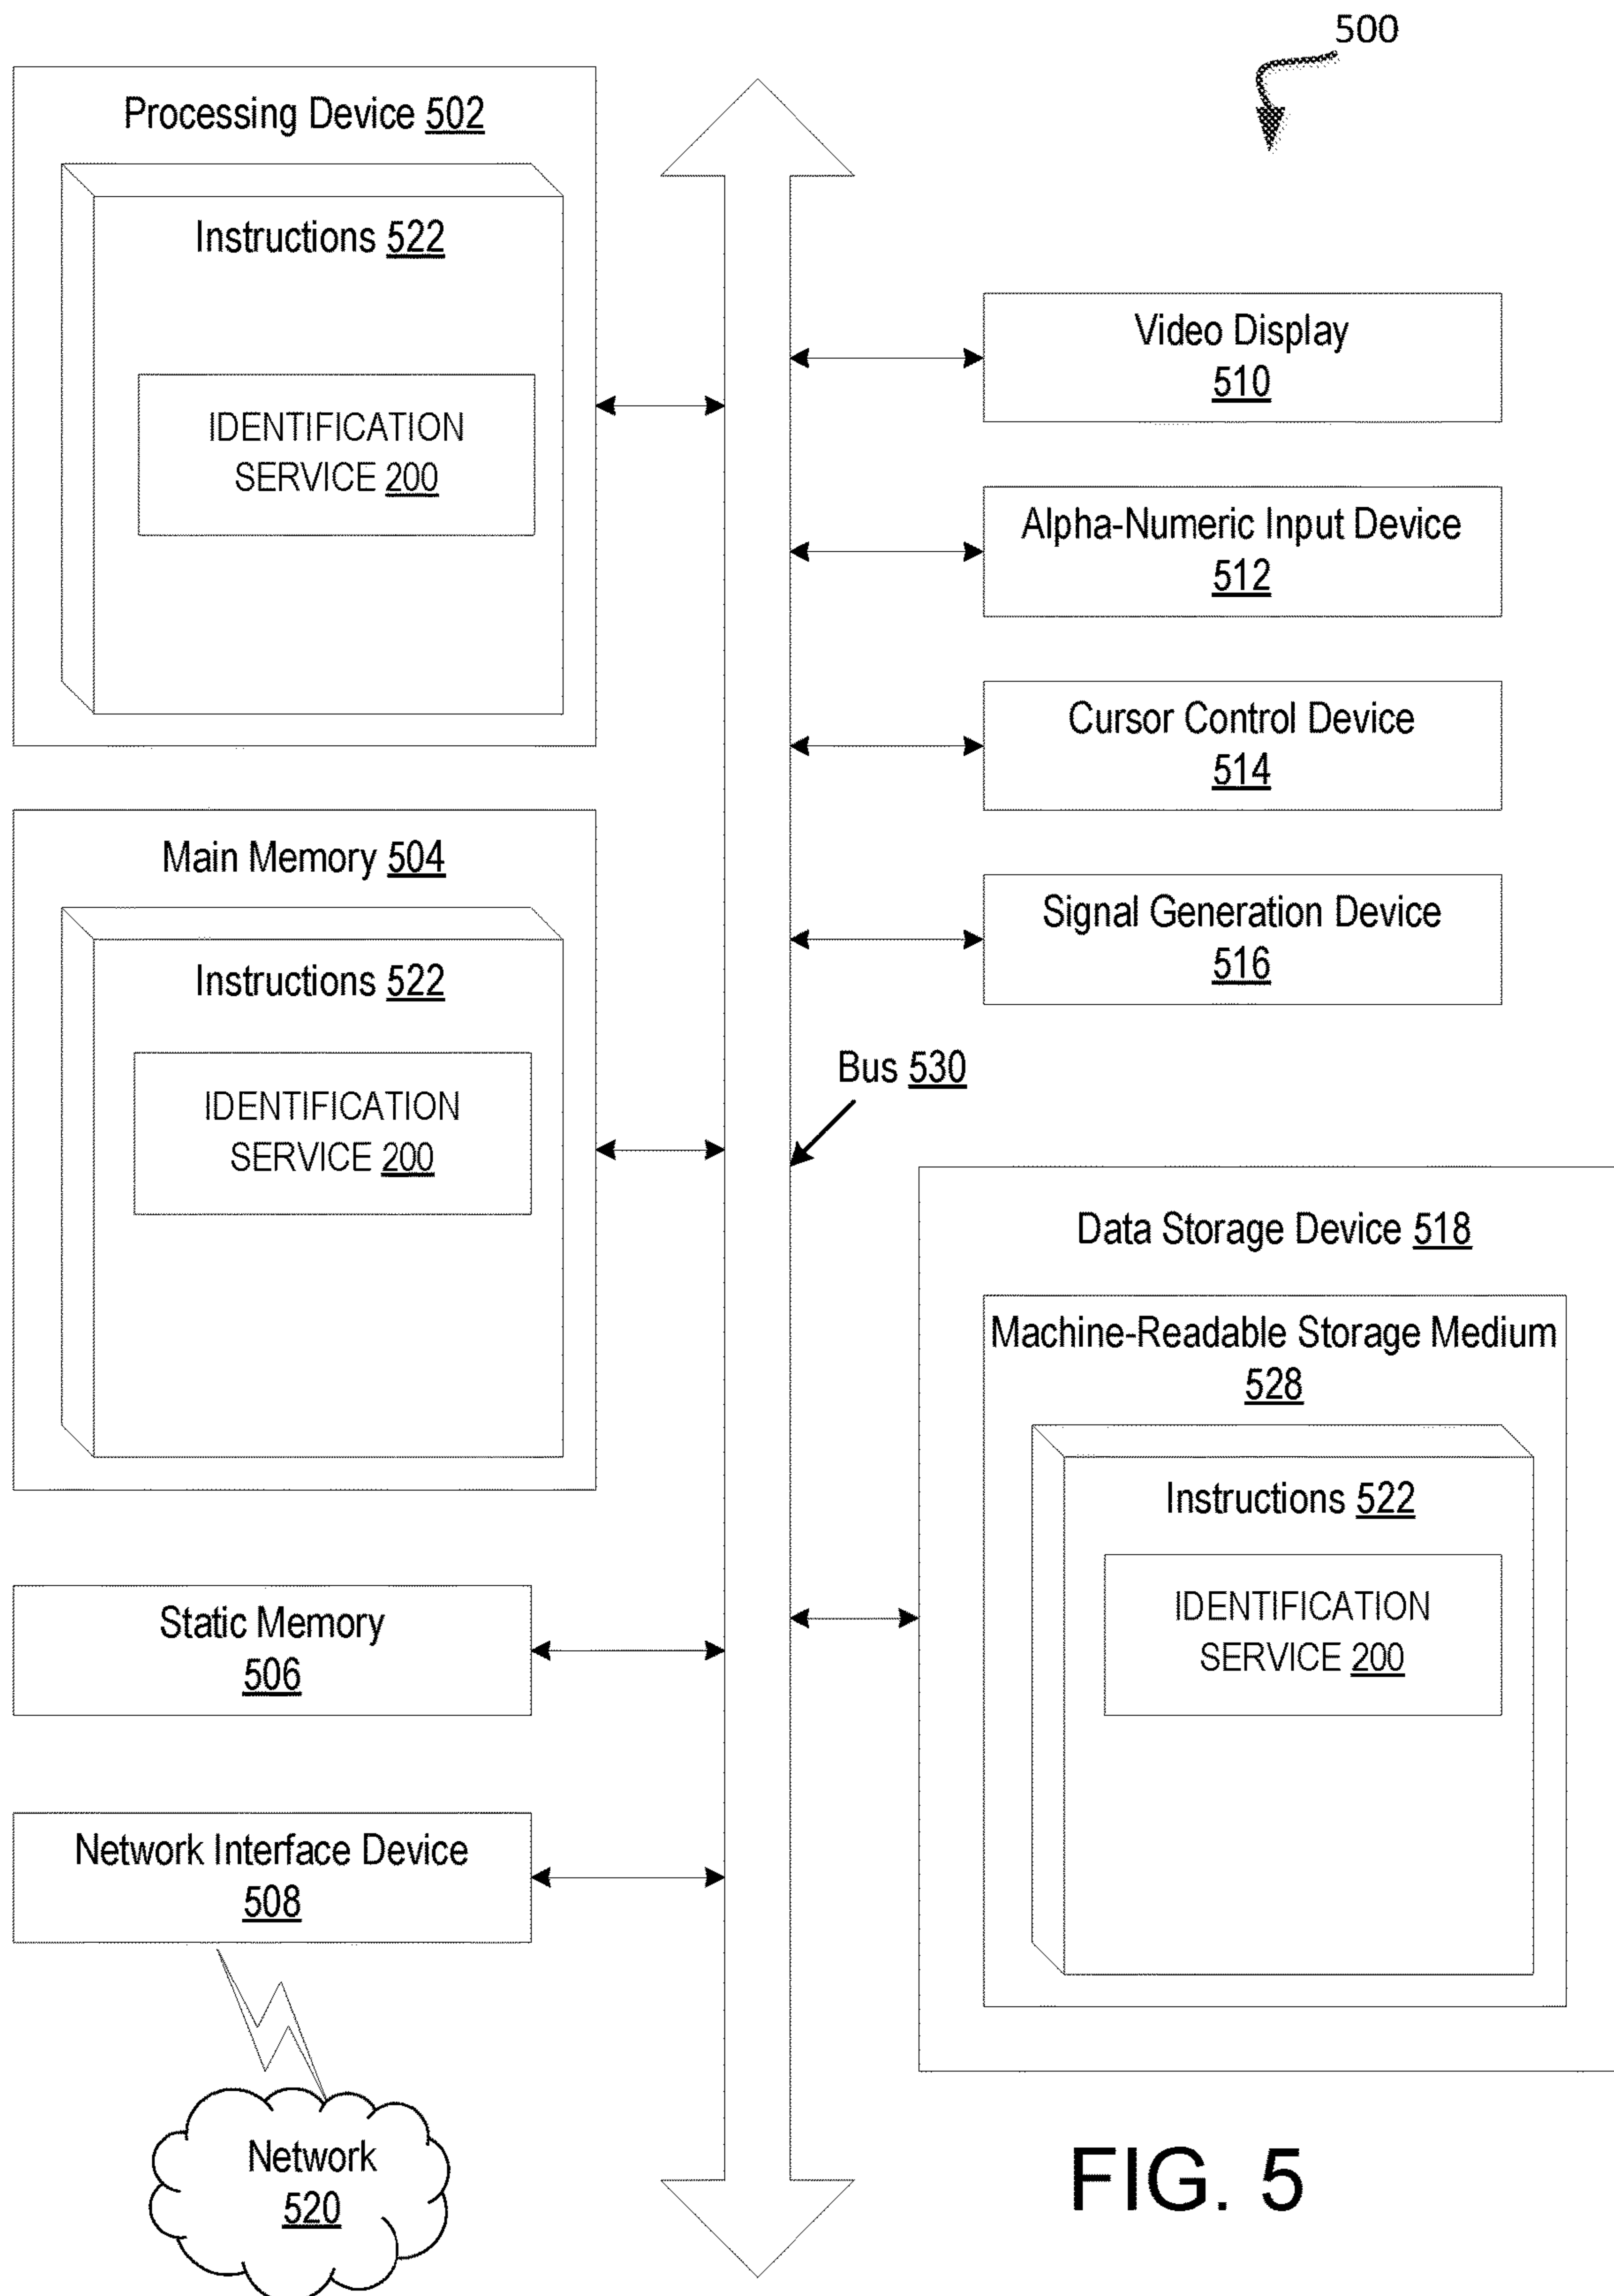 500
Processing Device 502
Instructions 522
IDENTIFICATION
SERVICE 200
Main Memory 504
Instructions 522
IDENTIFICATION
SERVICE 200
Static Memory
506
Network Interface Device
508
Network
520
Video Display
510
Alpha-Numeric Input Device
512
Cursor Control Device
514
Signal Generation Device
516
Bus 530
Data Storage Device 518
Machine-Readable Storage Medium
528
Instructions 522
IDENTIFICATION
SERVICE 200
FIG. 5